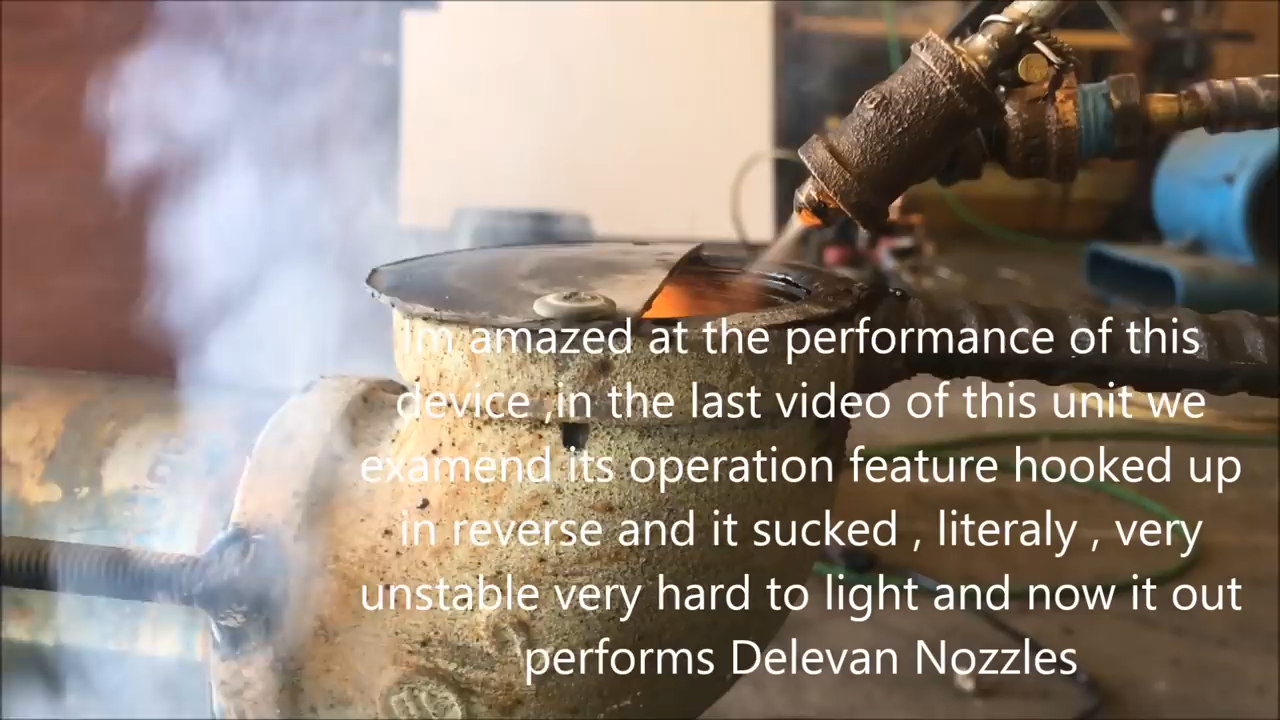 Im amazed at the performance of this
device ,in the last video of this unit we
examend its operation feature hooked up
in reverse and it sucked , literaly , very
unstable very hard to light and now it out
performs Delevan Nozzles